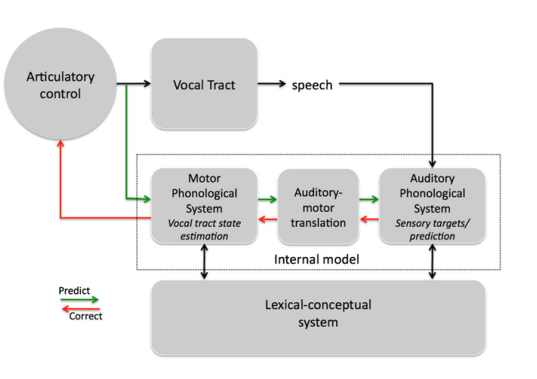 Articulatory
control
Vocal Tract
speech
Motor
Phonological
System
Vocal tract state
estimation
Auditory-
motor
translation
Auditory
Phonological
System
Sensory targets/
prediction
Internal model
Predict
Correct
Lexical-conceptual
system